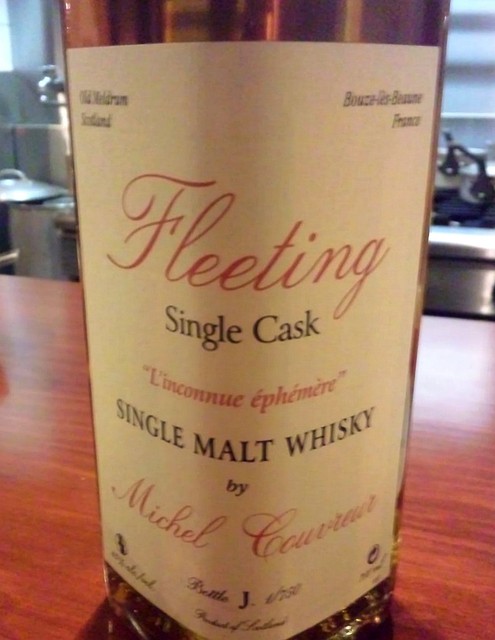 Old Meldrum
Scotland
Bouze-lès-Beaune
France
Fleeting
Single Cask
"L'inconnue éphémère"
SINGLE MALT WHISKY
by
Michel Couvreur
Bottle J.
Product of Scotland